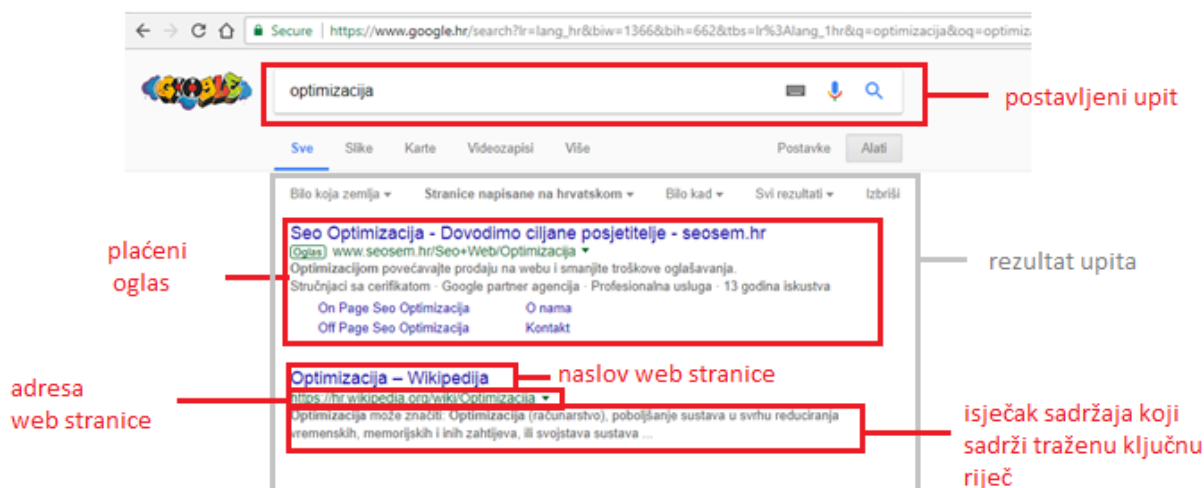 Secure | https://www.google.hr/search?lr=lang_hr&biw=1366&bih=662&tbs=lr%3Alang_1hr&q=optimizacija&oq=optimiz
GOOGLE
optimizacija
postavljeni upit
Sve Slike Karte Videozapisi Više Postavke Alati
Bilo koja zemlja Stranice napisane na hrvatskom Bilo kad Svi rezultati Izbriši
plaćeni
oglas
Seo Optimizacija - Dovodimo ciljane posjetitelje - seosem.hr
Oglas www.seosem.hr/Seo+Web/Optimizacija
Optimizacijom povećavajte prodaju na webu i smanjite troškove oglašavanja.
Stručnjaci sa cerifikatom · Google partner agencija · Profesionalna usluga · 13 godina iskustva
On Page Seo Optimizacija O nama
Off Page Seo Optimizacija Kontakt
rezultat upita
Optimizacija – Wikipedija
naslov web stranice
adresa
web stranice
https://hr.wikipedia.org/wiki/Optimizacija
Optimizacija može značiti: Optimizacija (računarstvo), poboljšanje sustava u svrhu reduciranja
vremenskih, memorijskih i inih zahtijeva, ili svojstava sustava ...
isječak sadržaja koji
sadrži traženu ključnu
riječ